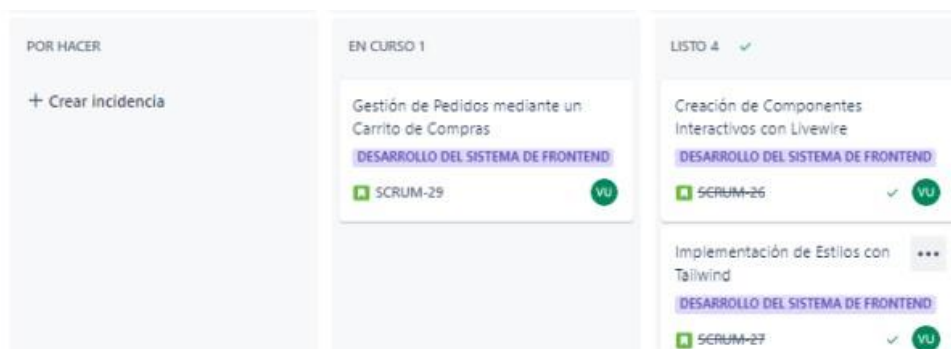 POR HACER
+ Crear incidencia
EN CURSO 1
Gestión de Pedidos mediante un
Carrito de Compras
DESARROLLO DEL SISTEMA DE FRONTEND
SCRUM-29
VU
LISTO 4
Creación de Componentes
Interactivos con Livewire
DESARROLLO DEL SISTEMA DE FRONTEND
SCRUM-26
VU
Implementación de Estilos con
Tailwind
DESARROLLO DEL SISTEMA DE FRONTEND
SCRUM-27
VU